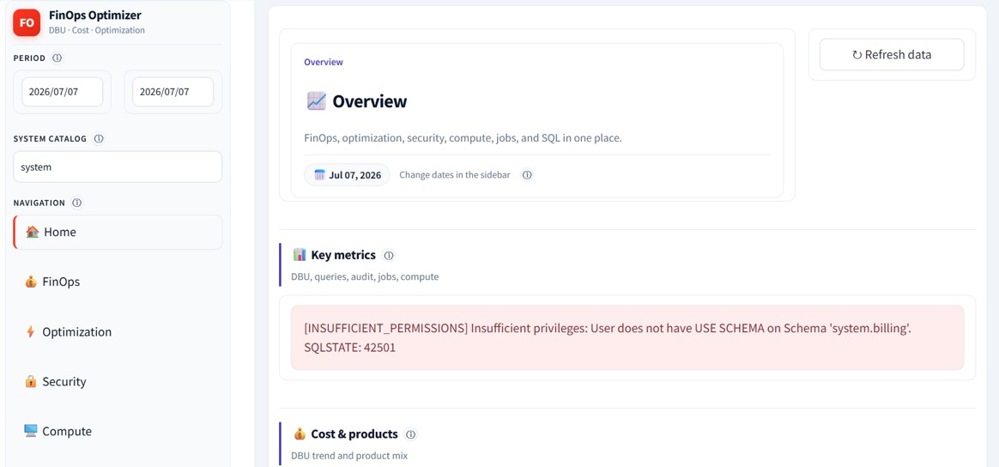 FO
FinOps Optimizer
DBU · Cost · Optimization
PERIOD ⓘ
2026/07/07
2026/07/07
SYSTEM CATALOG ⓘ
system
NAVIGATION ⓘ
Home
FinOps
Optimization
Security
Compute
Overview
Overview
FinOps, optimization, security, compute, jobs, and SQL in one place.
Jul 07, 2026 Change dates in the sidebar ⓘ
↻ Refresh data
Key metrics ⓘ
DBU, queries, audit, jobs, compute
[INSUFFICIENT_PERMISSIONS] Insufficient privileges: User does not have USE SCHEMA on Schema 'system.billing'.
SQLSTATE: 42501
Cost & products ⓘ
DBU trend and product mix